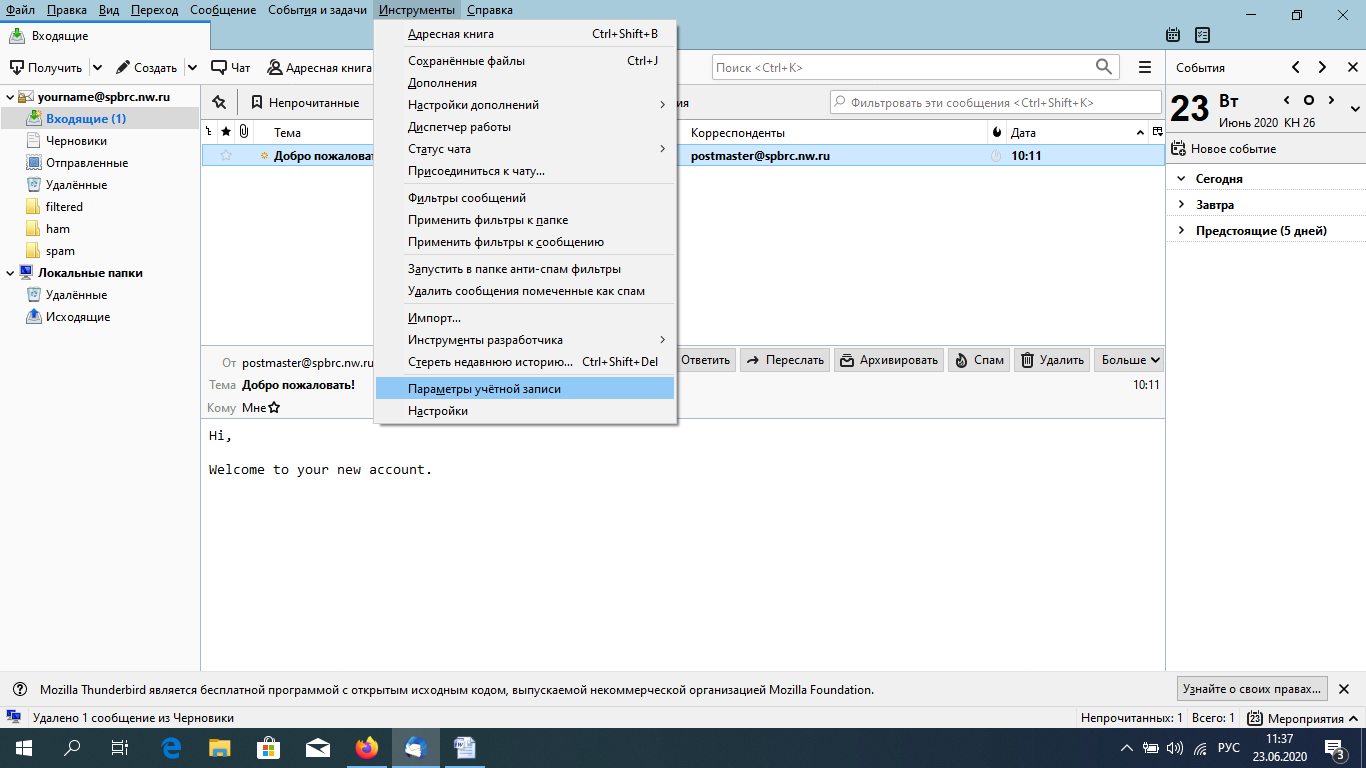 Файл Правка Вид Переход Сообщение События и задачи Инструменты Справка
Входящие
Получить Создать Чат Адресная книга
Поиск <Ctrl+K>
События
yourname@spbrc.nw.ru
Входящие (1)
Черновики
Отправленные
Удалённые
filtered
ham
spam
Локальные папки
Удалённые
Исходящие
Непрочитанные
Фильтровать эти сообщения <Ctrl+Shift+K>
Тема Корреспонденты Дата
Добро пожаловат postmaster@spbrc.nw.ru 10:11
Адресная книга Ctrl+Shift+B
Сохранённые файлы Ctrl+J
Дополнения
Настройки дополнений
Диспетчер работы
Статус чата
Присоединиться к чату...
Фильтры сообщений
Применить фильтры к папке
Применить фильтры к сообщению
Запустить в папке анти-спам фильтры
Удалить сообщения помеченные как спам
Импорт...
Инструменты разработчика
Стереть недавнюю историю... Ctrl+Shift+Del
Параметры учётной записи
Настройки
От postmaster@spbrc.nw.ru
Ответить Переслать Архивировать Спам Удалить Больше
Тема Добро пожаловать! 10:11
Кому Мне
Hi,
Welcome to your new account.
23 Вт
Июнь 2020 КН 26
Новое событие
Сегодня
Завтра
Предстоящие (5 дней)
Mozilla Thunderbird является бесплатной программой с открытым исходным кодом, выпускаемой некоммерческой организацией Mozilla Foundation. Узнайте о своих правах...
Удалено 1 сообщение из Черновики Непрочитанных: 1 Всего: 1 23 Мероприятия
РУС 11:37
23.06.2020
3